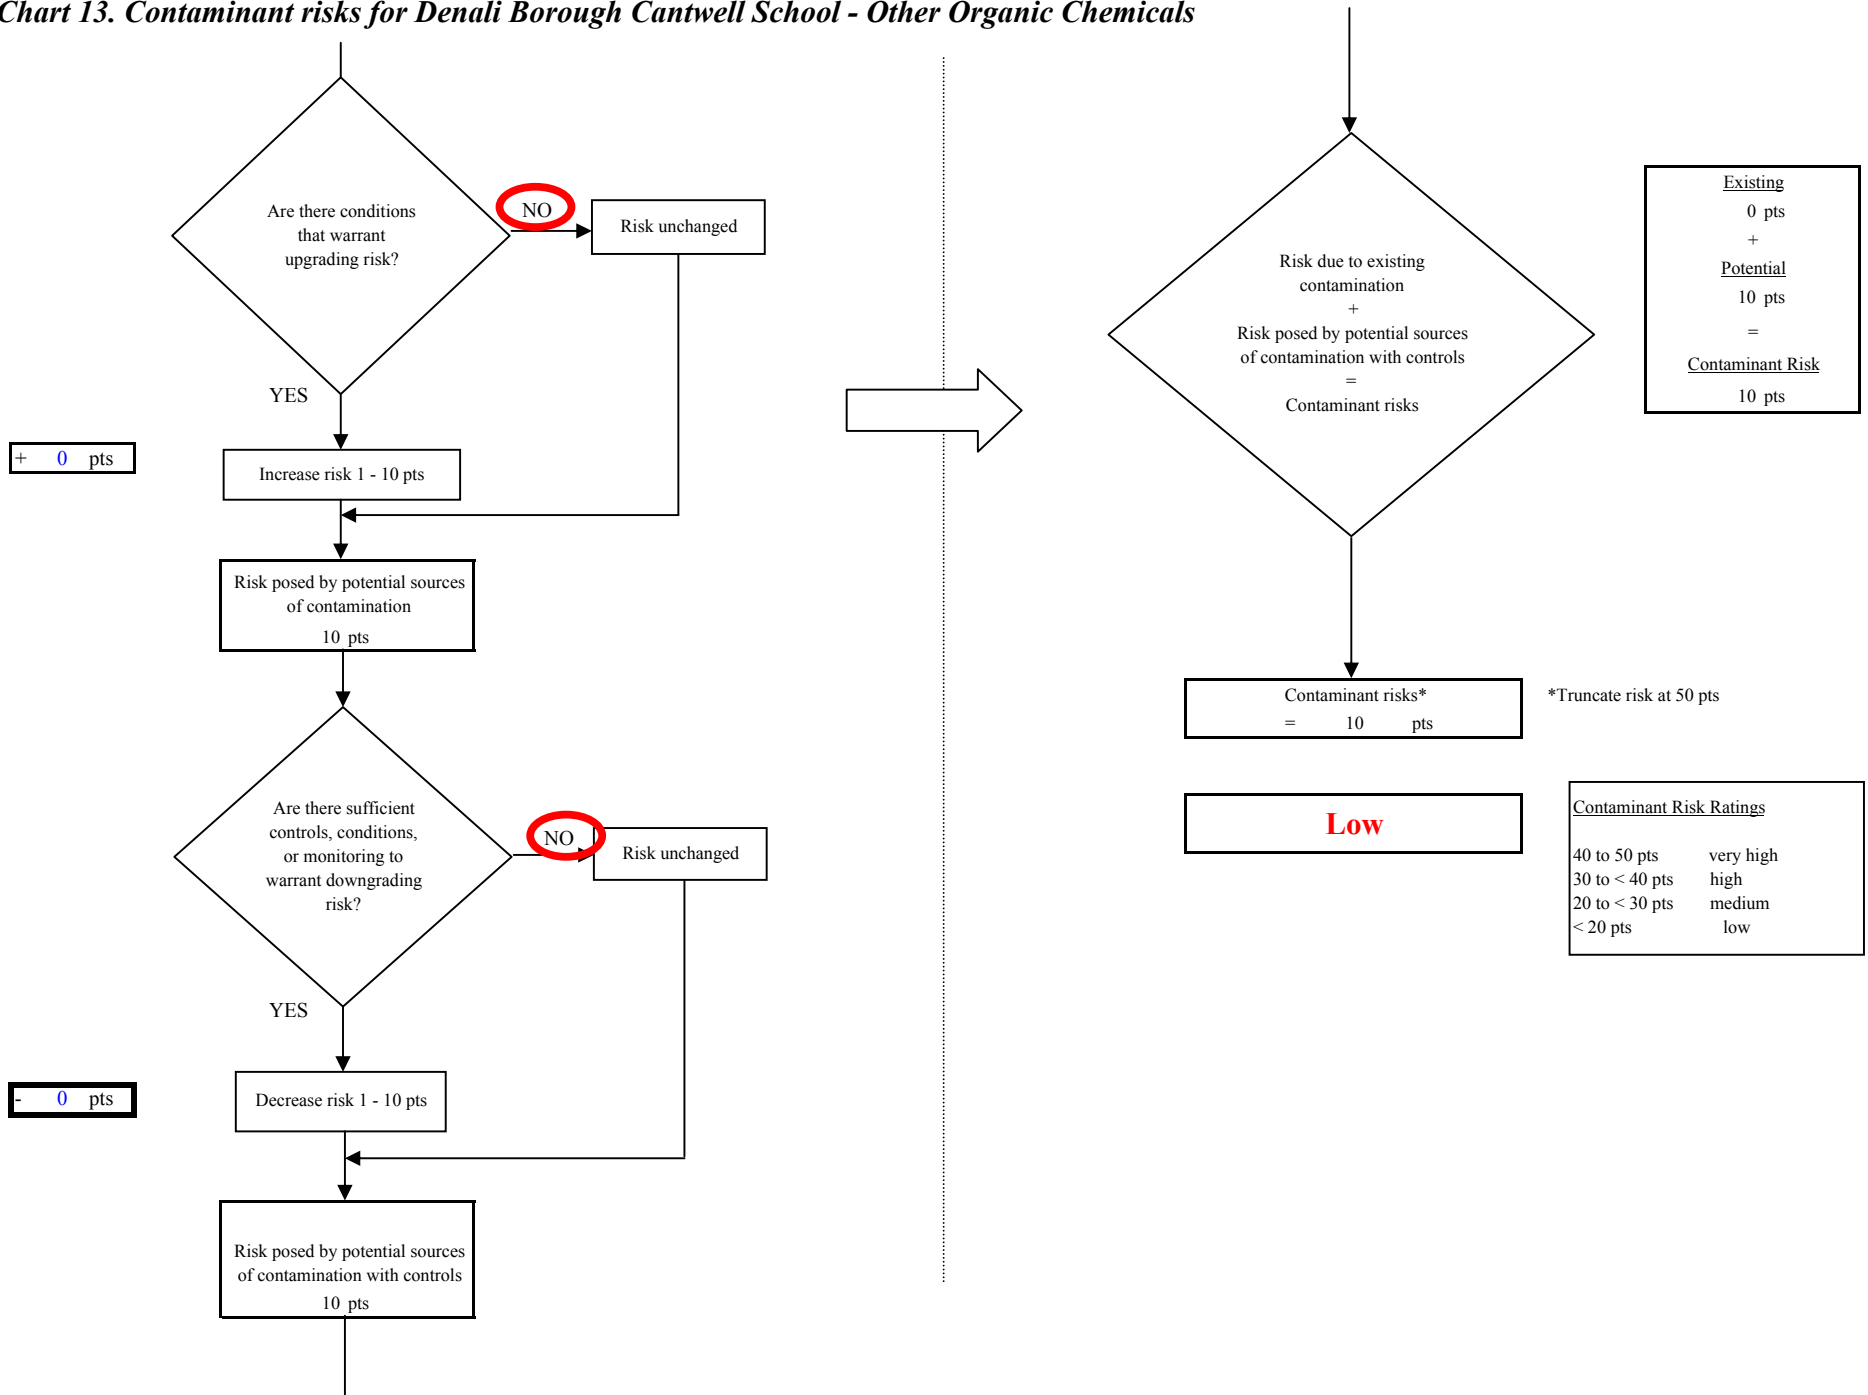 Chart 13. Contaminant risks for Denali Borough Cantwell School - Other Organic Chemicals
Are there conditions
that warrant
upgrading risk?
NO
Risk unchanged
YES
+ 0 pts
Increase risk 1 - 10 pts
Risk posed by potential sources
of contamination
10 pts
Are there sufficient
controls, conditions,
or monitoring to
warrant downgrading
risk?
NO
Risk unchanged
YES
- 0 pts
Decrease risk 1 - 10 pts
Risk posed by potential sources
of contamination with controls
10 pts
Risk due to existing
contamination
+
Risk posed by potential sources
of contamination with controls
=
Contaminant risks
Existing
0 pts
+
Potential
10 pts
=
Contaminant Risk
10 pts
Contaminant risks*
= 10 pts
*Truncate risk at 50 pts
Low
Contaminant Risk Ratings
40 to 50 pts very high
30 to < 40 pts high
20 to < 30 pts medium
< 20 pts low